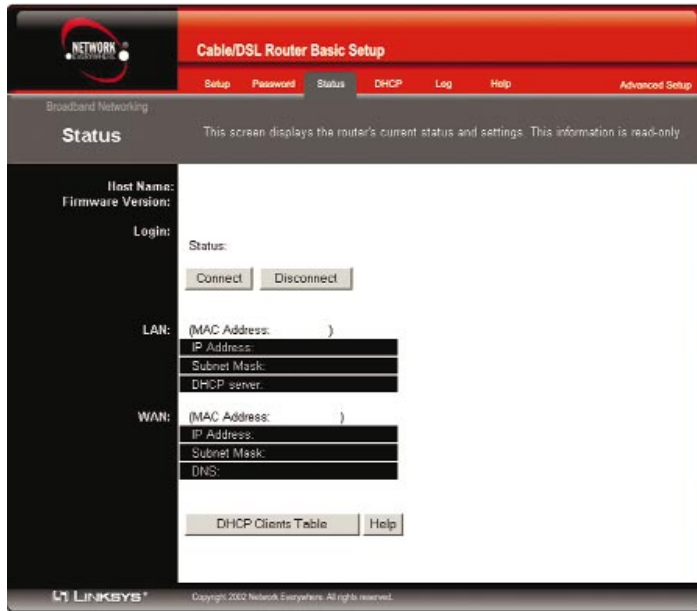 NETWORK
EVERYWHERE
Cable/DSL Router Basic Setup
Setup Password Status DHCP Log Help Advanced Setup
Broadband Networking
Status
This screen displays the router's current status and settings. This information is read-only.
Host Name:
Firmware Version:
Login:
Status:
Connect Disconnect
LAN: (MAC Address: )
IP Address:
Subnet Mask:
DHCP server:
WAN: (MAC Address: )
IP Address:
Subnet Mask:
DNS:
DHCP Clients Table Help
LINKSYS®
Copyright 2002 Network Everywhere. All rights reserved.